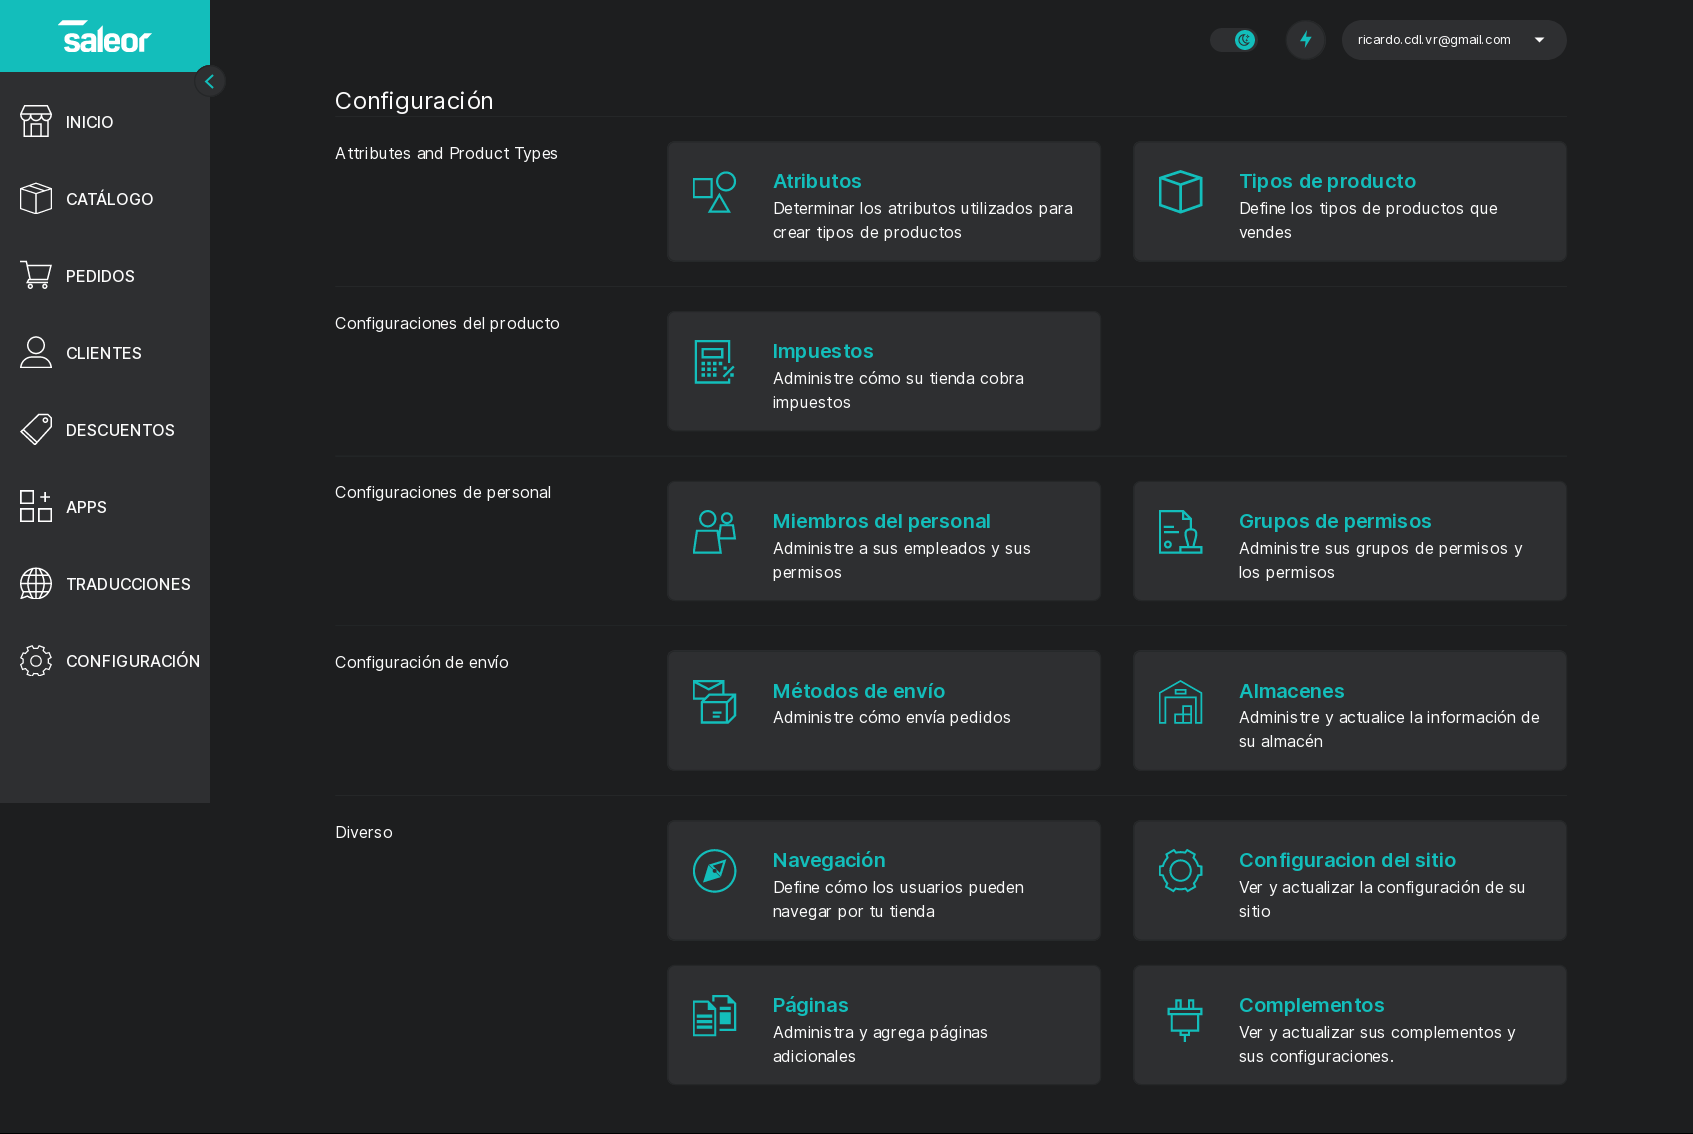 saleor
ricardo.cdl.vr@gmail.com
INICIO
CATÁLOGO
PEDIDOS
CLIENTES
DESCUENTOS
APPS
TRADUCCIONES
CONFIGURACIÓN
Configuración
Attributes and Product Types
Atributos
Determinar los atributos utilizados para
crear tipos de productos
Tipos de producto
Define los tipos de productos que
vendes
Configuraciones del producto
Impuestos
Administre cómo su tienda cobra
impuestos
Configuraciones de personal
Miembros del personal
Administre a sus empleados y sus
permisos
Grupos de permisos
Administre sus grupos de permisos y
los permisos
Configuración de envío
Métodos de envío
Administre cómo envía pedidos
Almacenes
Administre y actualice la información de
su almacén
Diverso
Navegación
Define cómo los usuarios pueden
navegar por tu tienda
Configuracion del sitio
Ver y actualizar la configuración de su
sitio
Páginas
Administra y agrega páginas
adicionales
Complementos
Ver y actualizar sus complementos y
sus configuraciones.